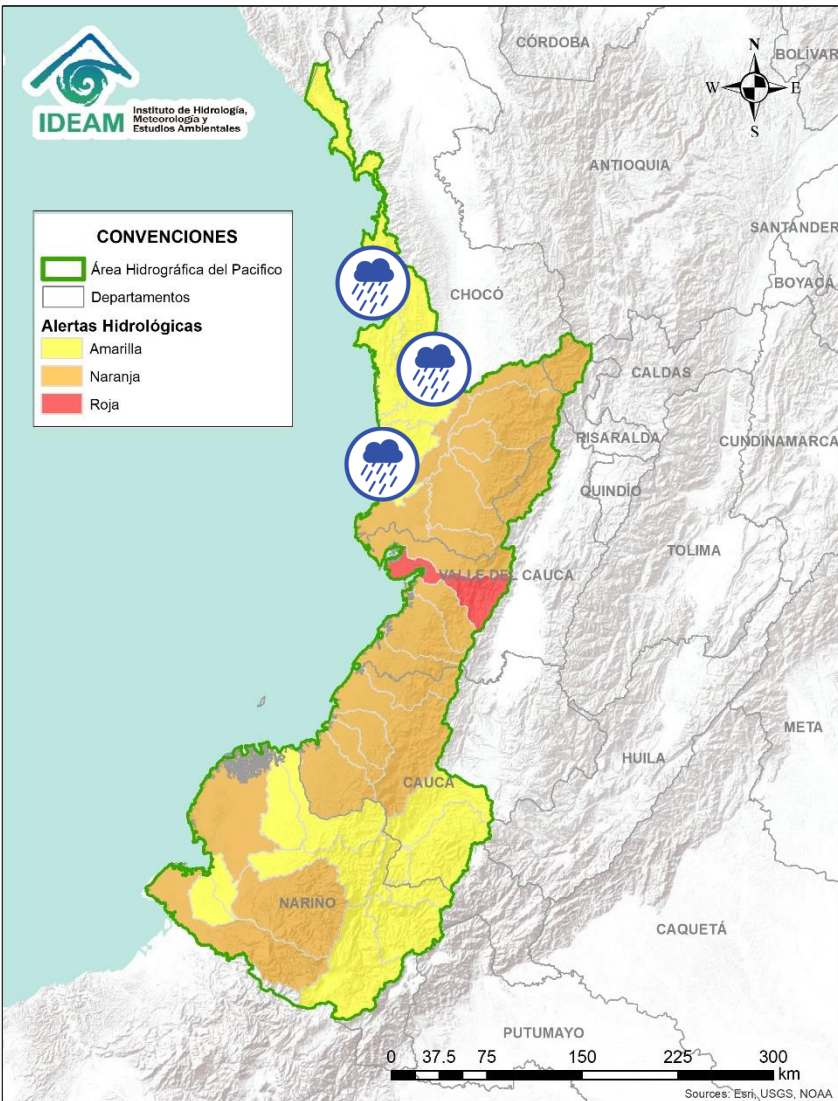 IDEAM
Instituto de Hidrología,
Meteorología y
Estudios Ambientales
CÓRDOBA
BOLÍVAR
N
W
E
S
ANTIOQUIA
SANTANDER
BOYACÁ
CONVENCIONES
Área Hidrográfica del Pacifico
Departamentos
Alertas Hidrológicas
Amarilla
Naranja
Roja
CHOCÓ
CALDAS
RISARALDA
CUNDINAMARCA
QUINDÍO
TOLIMA
VALLE DEL CAUCA
META
HUILA
CAUCA
NARIÑO
CAQUETÁ
PUTUMAYO
0 37.5 75 150 225 300
km
Sources: Esri, USGS, NOAA